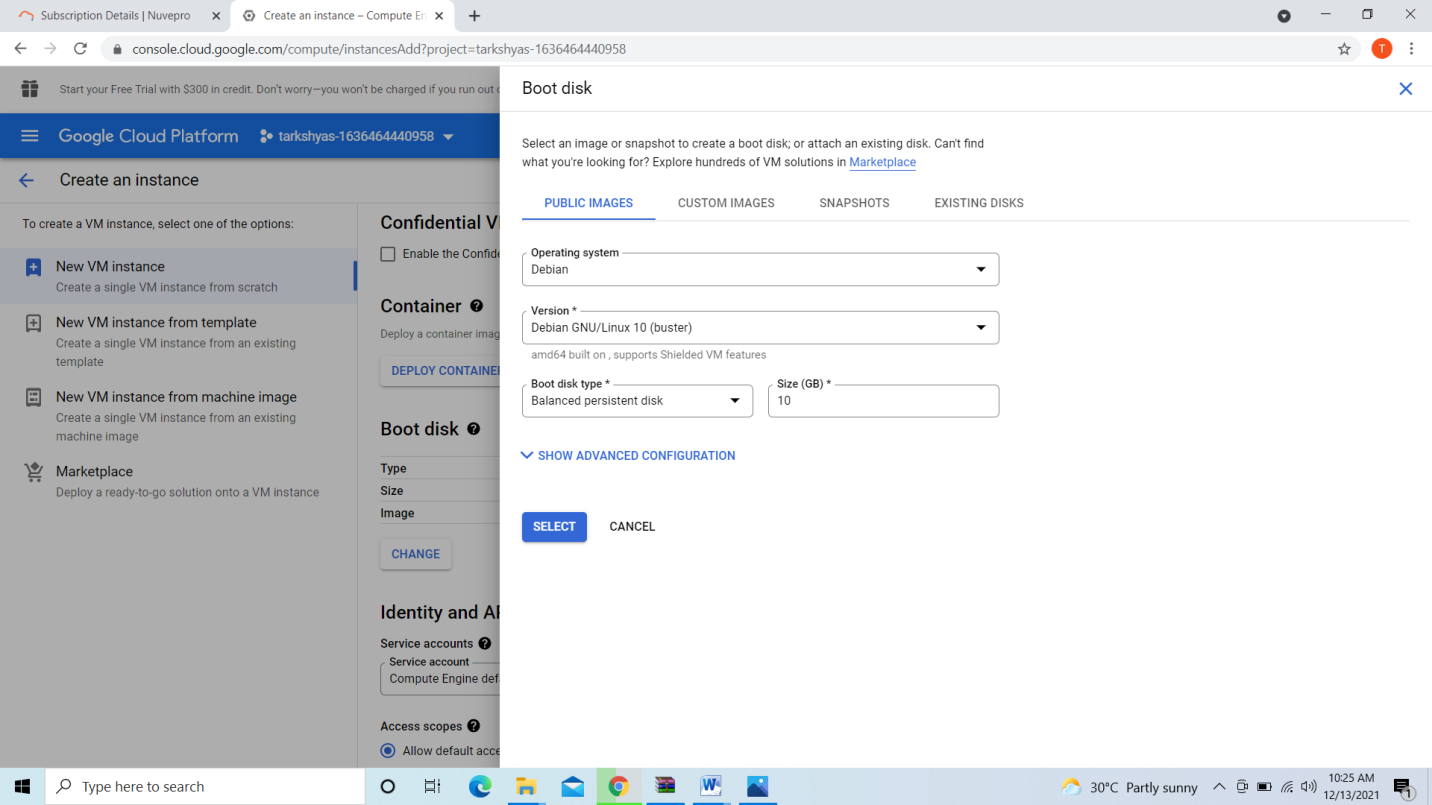 Subscription Details | Nuvepro
Create an instance – Compute En
console.cloud.google.com/compute/instancesAdd?project=tarkshyas-1636464440958
T
Start your Free Trial with $300 in credit. Don't worry—you won't be charged if you run out
Google Cloud Platform
tarkshyas-1636464440958
Create an instance
To create a VM instance, select one of the options:
New VM instance
Create a single VM instance from scratch
New VM instance from template
Create a single VM instance from an existing
template
New VM instance from machine image
Create a single VM instance from an existing
machine image
Marketplace
Deploy a ready-to-go solution onto a VM instance
Confidential V
Enable the Confide
Container
Deploy a container imag
DEPLOY CONTAINE
Boot disk
Type
Size
Image
CHANGE
Identity and A
Service accounts
Service account
Compute Engine def
Access scopes
Allow default acce
Boot disk
Select an image or snapshot to create a boot disk; or attach an existing disk. Can't find
what you're looking for? Explore hundreds of VM solutions in Marketplace
PUBLIC IMAGES
CUSTOM IMAGES
SNAPSHOTS
EXISTING DISKS
Operating system
Debian
Version *
Debian GNU/Linux 10 (buster)
amd64 built on , supports Shielded VM features
Boot disk type *
Balanced persistent disk
Size (GB) *
10
SHOW ADVANCED CONFIGURATION
SELECT
CANCEL
Type here to search
30°C Partly sunny
10:25 AM
12/13/2021
1